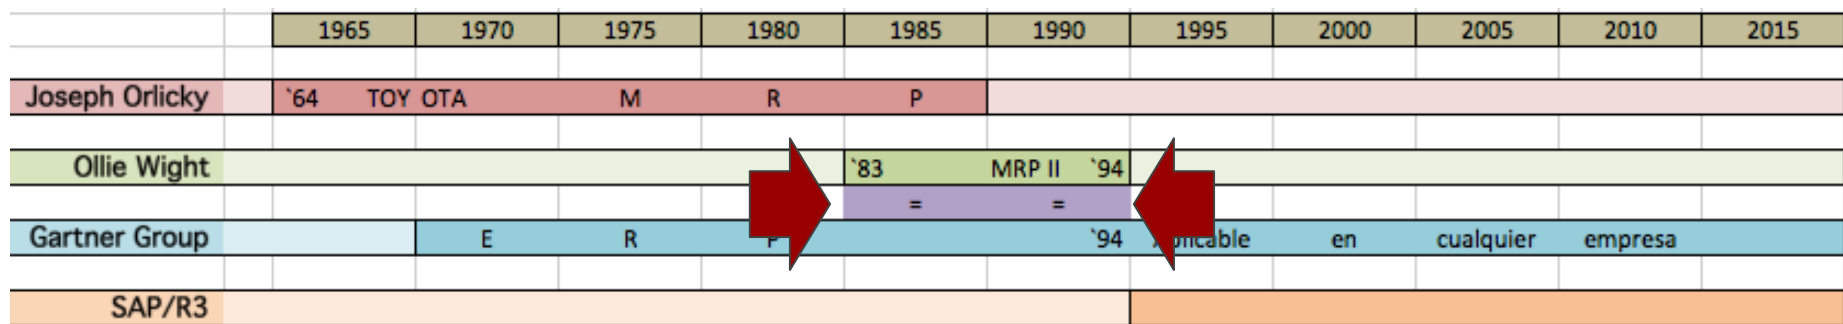 1965 1970 1975 1980 1985 1990 1995 2000 2005 2010 2015
Joseph Orlicky `64 TOY OTA M R P
Ollie Wight `83 MRP II `94
= =
Gartner Group E R P `94 Aplicable en cualquier empresa
SAP/R3